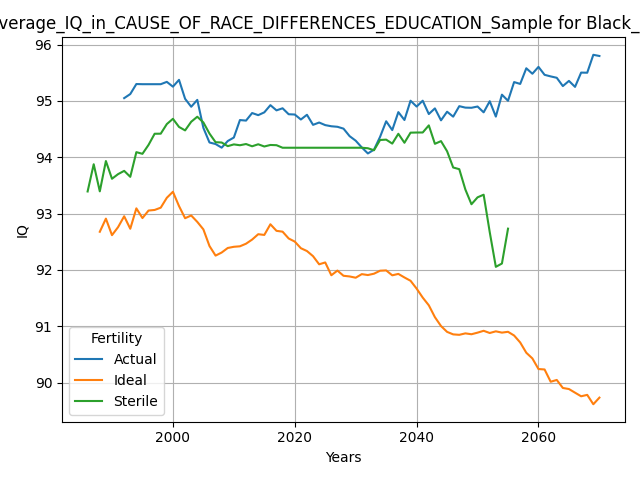 verage_IQ_in_CAUSE_OF_RACE_DIFFERENCES_EDUCATION_Sample for Black_
96
95
94
93
92
91
90
IQ
Fertility
Actual
Ideal
Sterile
2000
2020
2040
2060
Years